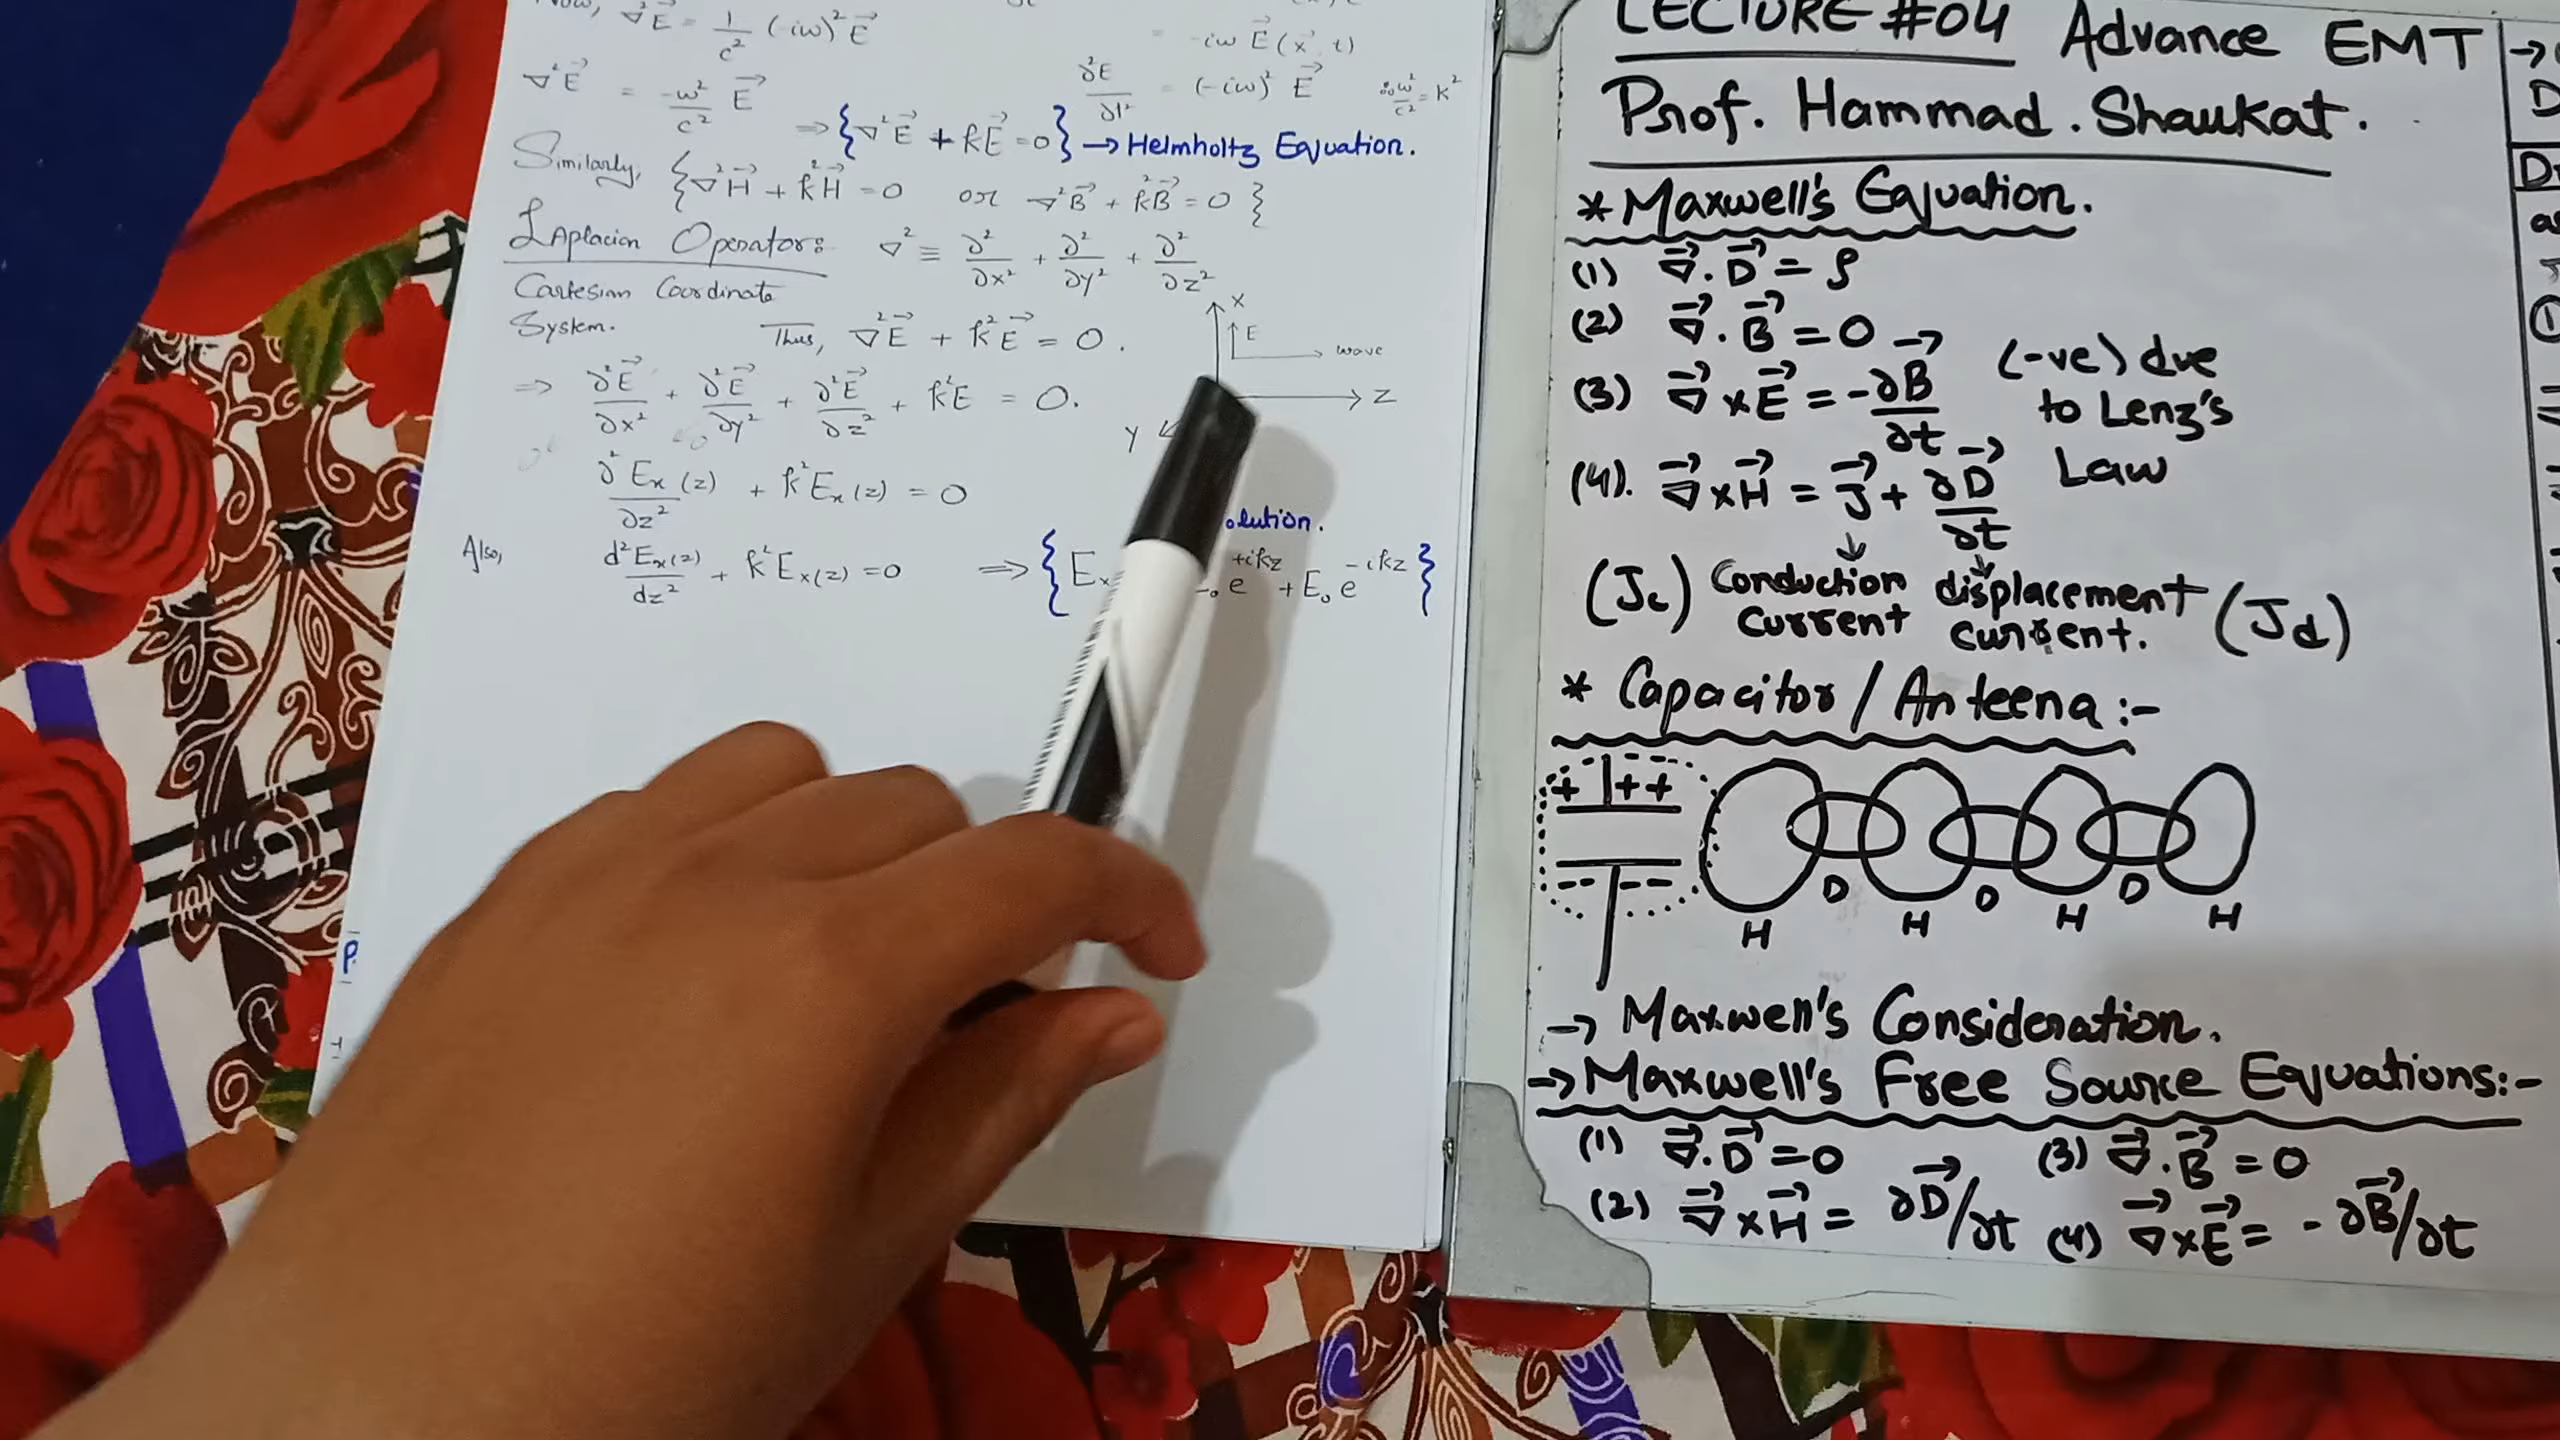 Now, ∇²E⃗ = 1/c² (-iω)² E⃗
= -iω E⃗(x⃗, t)
∇²E⃗ = -ω²/c² E⃗
∂²E/∂t² = (-iω)² E⃗ ∴ ω²/c² = k²
⇒ {∇²E⃗ + k²E⃗ = 0} → Helmholtz Equation.
Similarly, {∇²H⃗ + k²H⃗ = 0 or ∇²B⃗ + k²B⃗ = 0}
Laplacian Operator: ∇² ≡ ∂²/∂x² + ∂²/∂y² + ∂²/∂z²
Cartesian Coordinate
System. Thus, ∇²E⃗ + k²E⃗ = 0.
X
E
wave
Z
Y
⇒ ∂²E⃗/∂x² + ∂²E⃗/∂y² + ∂²E⃗/∂z² + k²E = 0.
∂²Ex(z)/∂z² + k²Ex(z) = 0
olution.
Also, d²Ex(z)/dz² + k²Ex(z) = 0 ⇒ {Ex e^{+ikz} + E₀e^{-ikz}}
LECTURE #04 Advance EMT
Prof. Hammad. Shaukat.
* Maxwell's Equation.
(1) ∇⃗.D⃗ = ρ
(2) ∇⃗.B⃗ = 0
(3) ∇⃗×E⃗ = -∂B⃗/∂t (-ve) due
to Lenz's
Law
(4). ∇⃗×H⃗ = J⃗ + ∂D⃗/∂t
(Jc) Conduction displacement (Jd)
current current.
* Capacitor / Anteena:-
+ | + +
- - - -
D D D
H H H H
→ Maxwell's Consideration.
→ Maxwell's Free Source Equations:-
(1) ∇⃗.D⃗ = 0 (3) ∇⃗.B⃗ = 0
(2) ∇⃗×H⃗ = ∂D⃗/∂t (4) ∇⃗×E⃗ = -∂B⃗/∂t